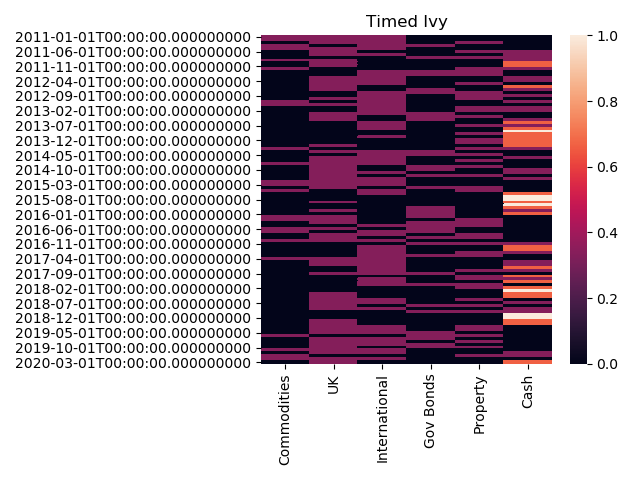 Timed Ivy
2011-01-01T00:00:00.000000000
2011-06-01T00:00:00.000000000
2011-11-01T00:00:00.000000000
2012-04-01T00:00:00.000000000
2012-09-01T00:00:00.000000000
2013-02-01T00:00:00.000000000
2013-07-01T00:00:00.000000000
2013-12-01T00:00:00.000000000
2014-05-01T00:00:00.000000000
2014-10-01T00:00:00.000000000
2015-03-01T00:00:00.000000000
2015-08-01T00:00:00.000000000
2016-01-01T00:00:00.000000000
2016-06-01T00:00:00.000000000
2016-11-01T00:00:00.000000000
2017-04-01T00:00:00.000000000
2017-09-01T00:00:00.000000000
2018-02-01T00:00:00.000000000
2018-07-01T00:00:00.000000000
2018-12-01T00:00:00.000000000
2019-05-01T00:00:00.000000000
2019-10-01T00:00:00.000000000
2020-03-01T00:00:00.000000000
Commodities
UK
International
Gov Bonds
Property
Cash
1.0
0.8
0.6
0.4
0.2
0.0